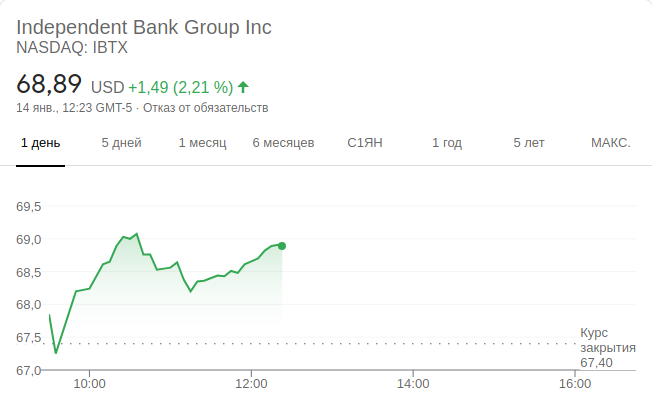 Independent Bank Group Inc
NASDAQ: IBTX
68,89 USD +1,49 (2,21 %)
14 янв., 12:23 GMT-5 · Отказ от обязательств
1 день 5 дней 1 месяц 6 месяцев С1ЯН 1 год 5 лет МАКС.
69,5
69,0
68,5
68,0
67,5
67,0
Курс
закрытия
67,40
10:00 12:00 14:00 16:00